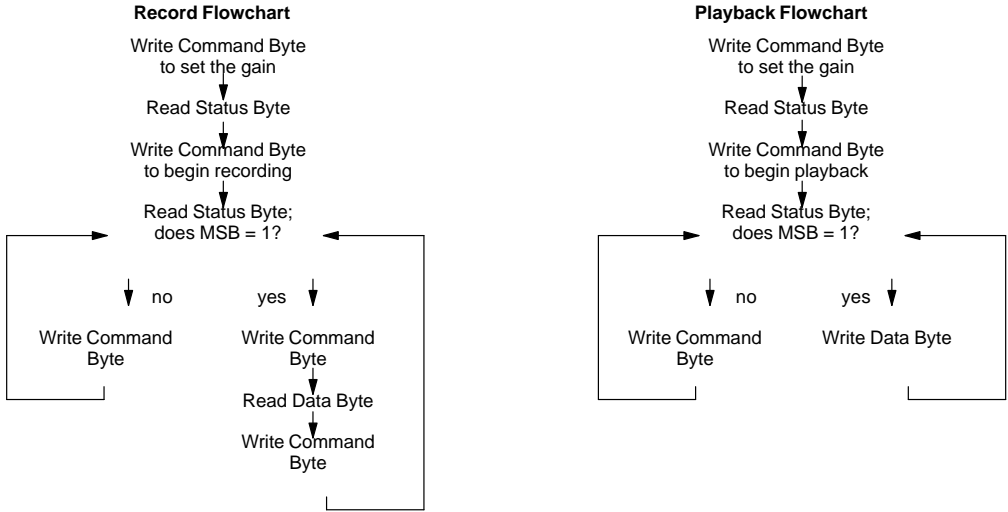 Record Flowchart
Write Command Byte
to set the gain
Read Status Byte
Write Command Byte
to begin recording
Read Status Byte;
does MSB = 1?
no
yes
Write Command
Byte
Write Command
Byte
Read Data Byte
Write Command
Byte
Playback Flowchart
Write Command Byte
to set the gain
Read Status Byte
Write Command Byte
to begin playback
Read Status Byte;
does MSB = 1?
no
yes
Write Command
Byte
Write Data Byte